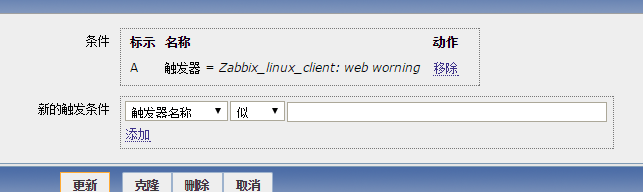 条件 标示 名称 动作
A 触发器 = Zabbix_linux_client: web worning 移除
新的触发条件 触发器名称 似
添加
更新 克隆 删除 取消